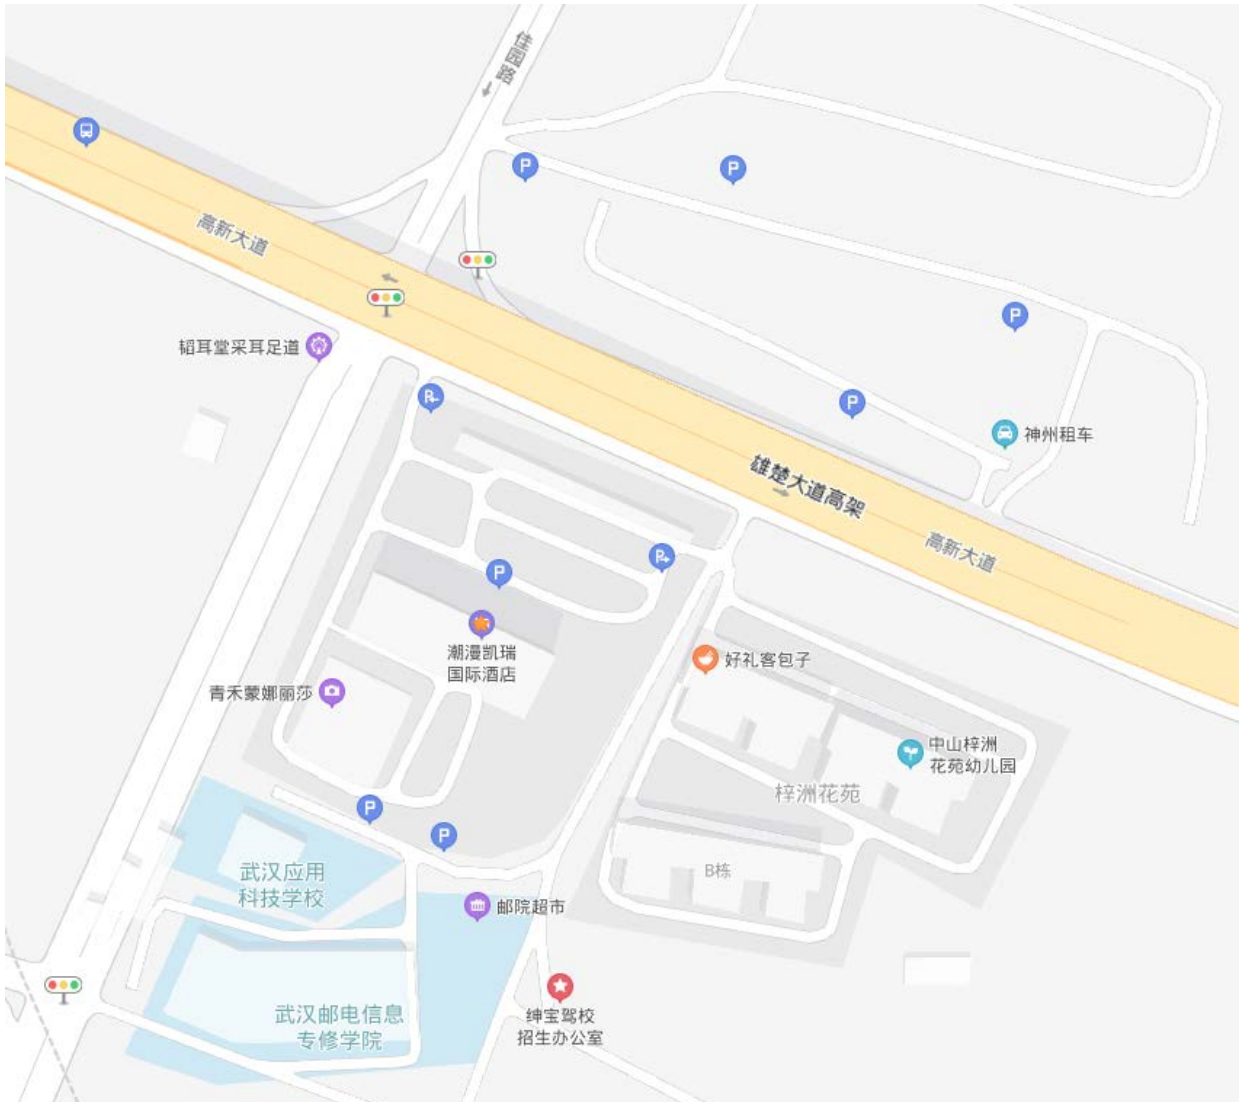 佳园路
高新大道
韬耳堂采耳足道
神州租车
雄楚大道高架
高新大道
潮漫凯瑞
国际酒店
好礼客包子
青禾蒙娜丽莎
中山梓洲
花苑幼儿园
梓洲花苑
B栋
武汉应用
科技学校
邮院超市
武汉邮电信息
专修学院
绅宝驾校
招生办公室